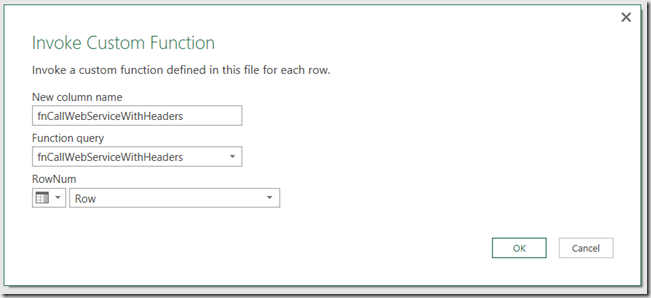 Invoke Custom Function
Invoke a custom function defined in this file for each row.
New column name
fnCallWebServiceWithHeaders
Function query
fnCallWebServiceWithHeaders
RowNum
Row
OK
Cancel